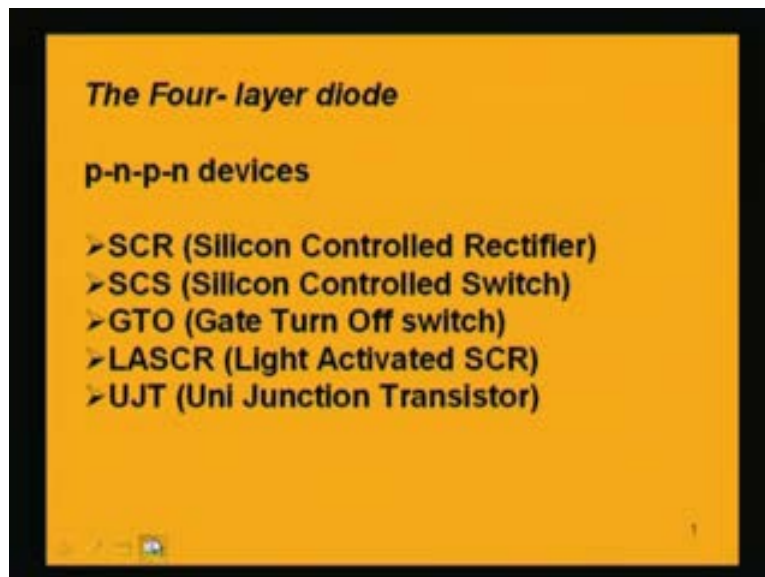 The Four- layer diode
p-n-p-n devices
➢SCR (Silicon Controlled Rectifier)
➢SCS (Silicon Controlled Switch)
➢GTO (Gate Turn Off switch)
➢LASCR (Light Activated SCR)
➢UJT (Uni Junction Transistor)
1